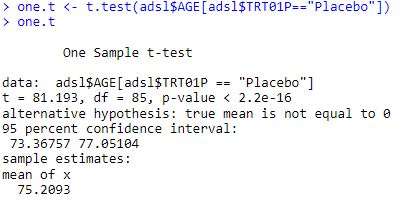 > one.t <- t.test(adsl$AGE[adsl$TRT01P=="Placebo"])
> one.t
One Sample t-test
data:  adsl$AGE[adsl$TRT01P == "Placebo"]
t = 81.193, df = 85, p-value < 2.2e-16
alternative hypothesis: true mean is not equal to 0
95 percent confidence interval:
73.36757 77.05104
sample estimates:
mean of x
75.2093